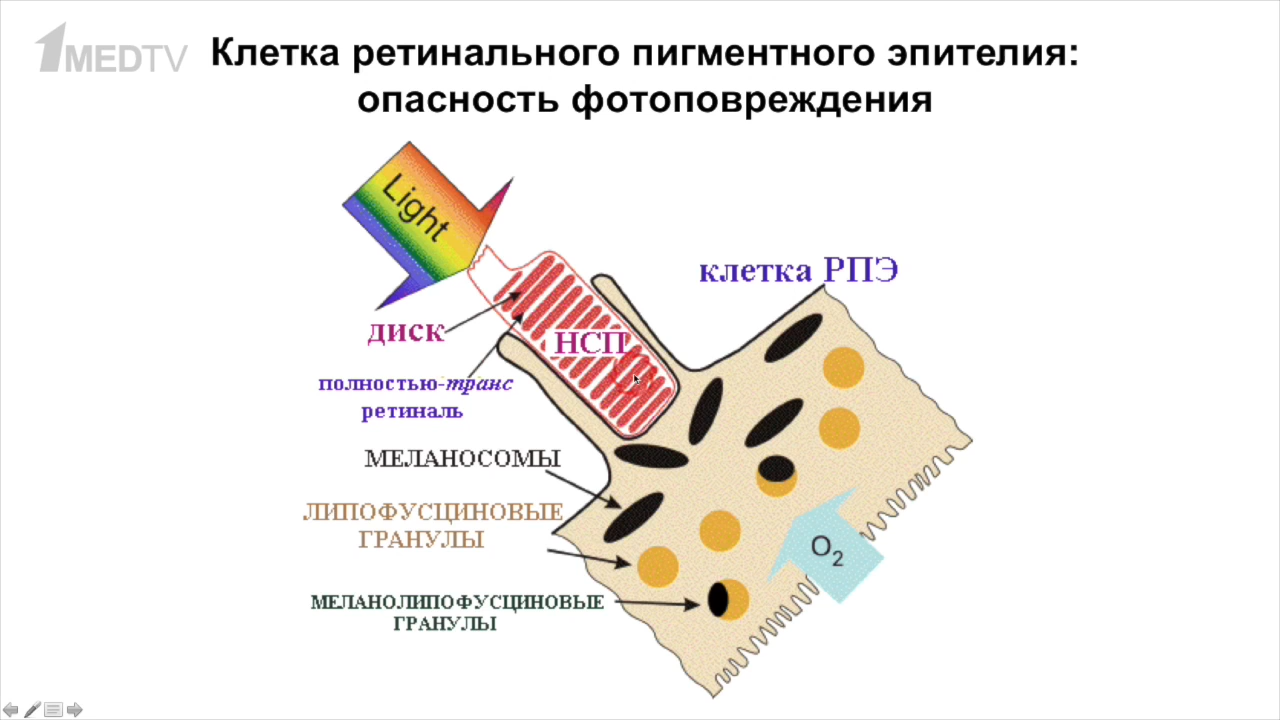 1MEDTV
Клетка ретинального пигментного эпителия:
опасность фотоповреждения
Light
клетка РПЭ
диск
НСП
полностью-транс
ретиналь
МЕЛАНОСОМЫ
ЛИПОФУСЦИНОВЫЕ
ГРАНУЛЫ
O2
МЕЛАНОЛИПОФУСЦИНОВЫЕ
ГРАНУЛЫ